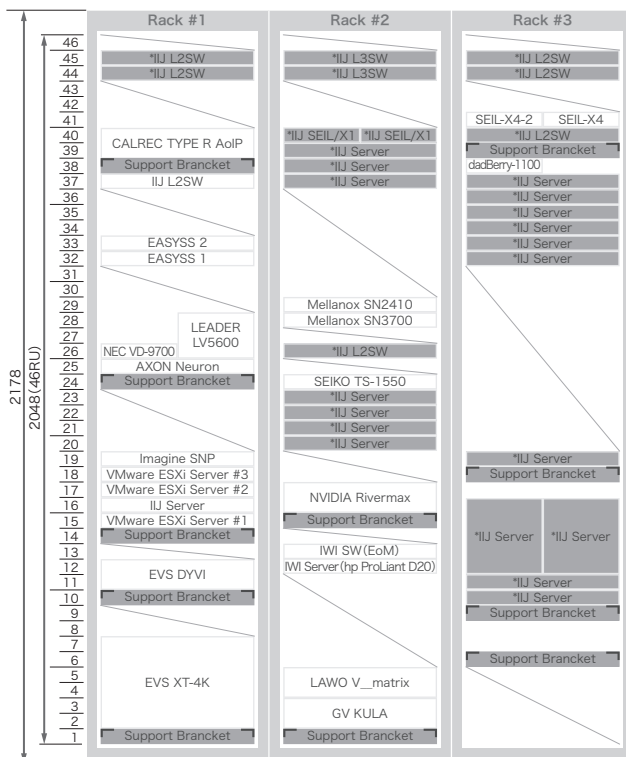 Rack #1
Rack #2
Rack #3
2178
2048(46RU)
46
45
44
43
42
41
40
39
38
37
36
35
34
33
32
31
30
29
28
27
26
25
24
23
22
21
20
19
18
17
16
15
14
13
12
11
10
9
8
7
6
5
4
3
2
1
*IIJ L2SW
*IIJ L2SW
CALREC TYPE R AoIP
Support Brancket
IIJ L2SW
EASYSS 2
EASYSS 1
LEADER
LV5600
NEC VD-9700
AXON Neuron
Support Brancket
Imagine SNP
VMware ESXi Server #3
VMware ESXi Server #2
IIJ Server
VMware ESXi Server #1
Support Brancket
EVS DYVI
Support Brancket
EVS XT-4K
Support Brancket
*IIJ L3SW
*IIJ L3SW
*IIJ SEIL/X1 *IIJ SEIL/X1
*IIJ Server
*IIJ Server
*IIJ Server
Mellanox SN2410
Mellanox SN3700
*IIJ L2SW
SEIKO TS-1550
*IIJ Server
*IIJ Server
*IIJ Server
*IIJ Server
NVIDIA Rivermax
Support Brancket
IWI SW(EoM)
IWI Server(hp ProLiant D20)
LAWO V__matrix
GV KULA
Support Brancket
*IIJ L2SW
*IIJ L2SW
SEIL-X4-2 SEIL-X4
*IIJ L2SW
Support Brancket
dadBerry-1100
*IIJ Server
*IIJ Server
*IIJ Server
*IIJ Server
*IIJ Server
*IIJ Server
*IIJ Server
Support Brancket
*IIJ Server *IIJ Server
*IIJ Server
*IIJ Server
Support Brancket
Support Brancket